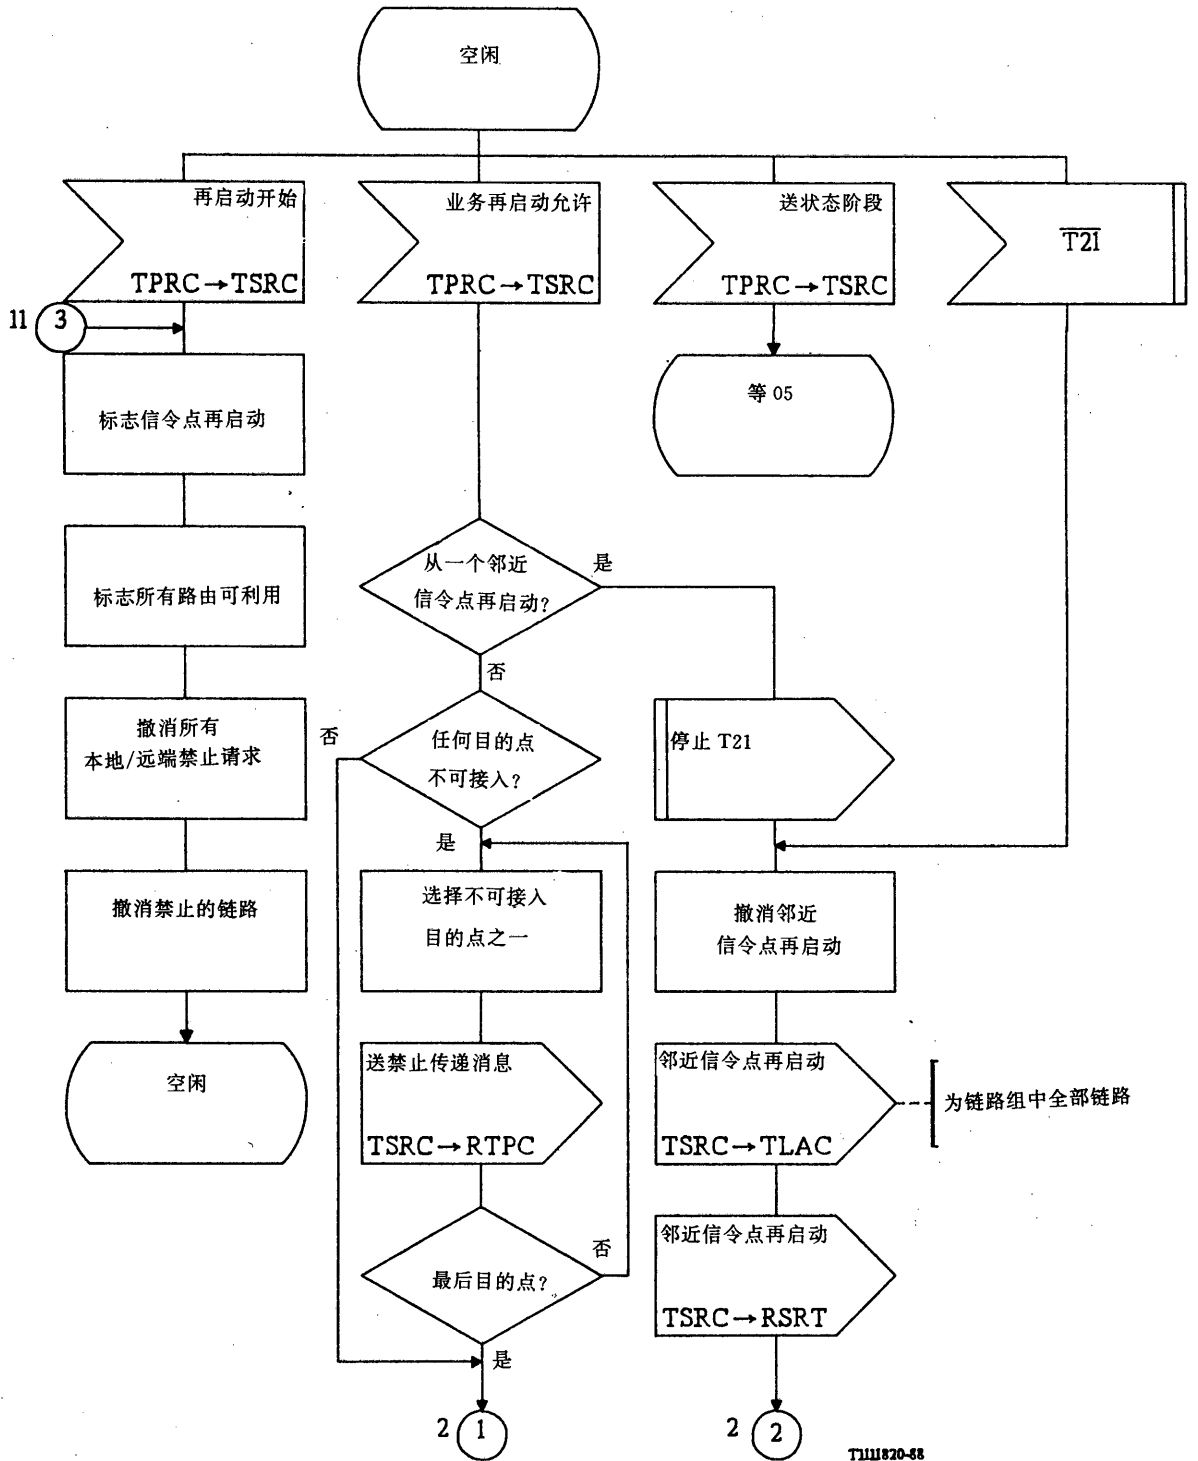 空闲
再启动开始
TPRC→TSRC
业务再启动允许
TPRC→TSRC
送状态阶段
TPRC→TSRC
T21
11
3
标志信令点再启动
标志所有路由可利用
撤消所有
本地/远端禁止请求
撤消禁止的链路
空闲
等 05
从一个邻近
信令点再启动?
是
否
任何目的点
不可接入?
否
是
选择不可接入
目的点之一
送禁止传递消息
TSRC→RTPC
最后目的点?
否
是
2
1
停止 T21
撤消邻近
信令点再启动
邻近信令点再启动
TSRC→TLAC
为链路组中全部链路
邻近信令点再启动
TSRC→RSRT
2
2
T1111820-88